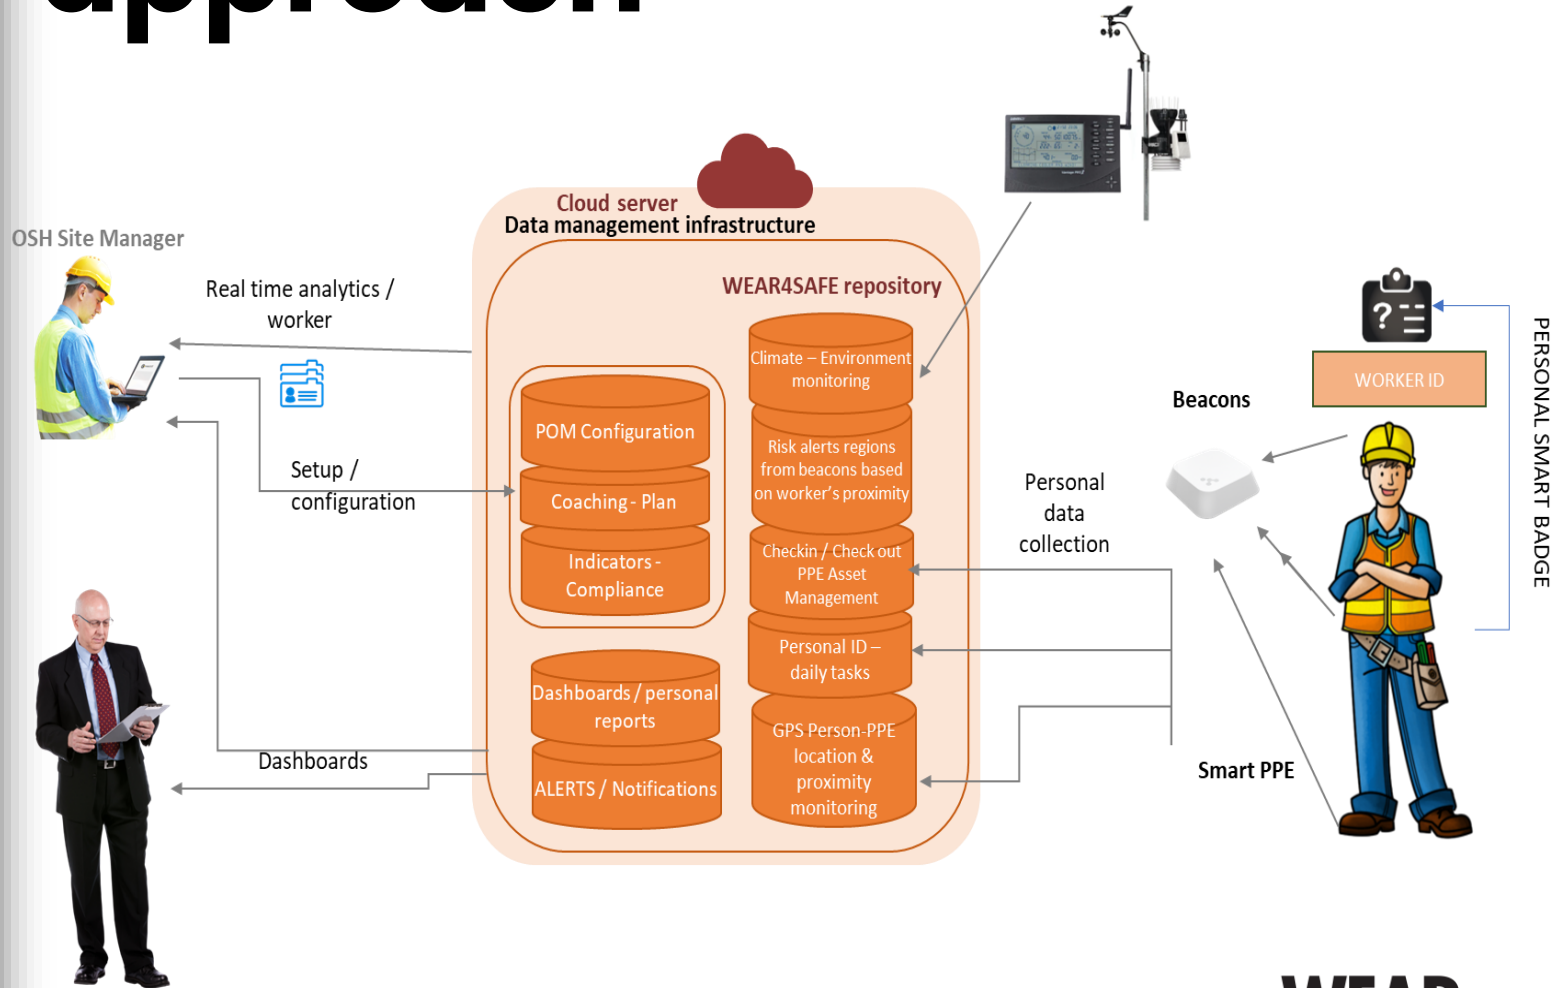 approach
Cloud server
Data management infrastructure
OSH Site Manager
Real time analytics /
worker
WEAR4SAFE repository
Climate – Environment
monitoring
POM Configuration
Risk alerts regions
from beacons based
on worker's proximity
Setup /
configuration
Coaching - Plan
Indicators -
Compliance
Checkin / Check out
PPE Asset
Management
Personal ID –
daily tasks
Dashboards / personal
reports
GPS Person-PPE
location &
proximity
monitoring
ALERTS / Notifications
Dashboards
Personal
data
collection
Beacons
WORKER ID
PERSONAL SMART BADGE
Smart PPE
WEAR